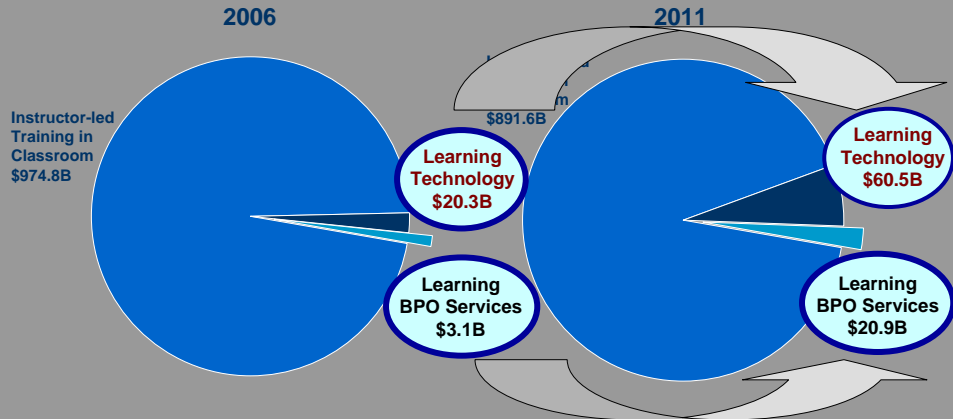 2006
2011
Instructor-led
Training in
Classroom
$974.8B
$891.6B
Learning
Technology
$20.3B
Learning
Technology
$60.5B
Learning
BPO Services
$3.1B
Learning
BPO Services
$20.9B